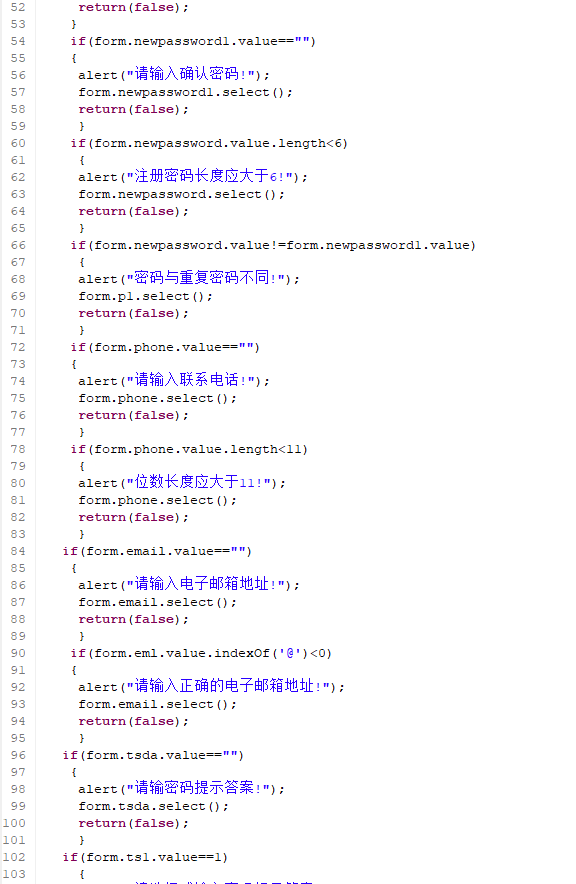 52 return(false);
53 }
54 if(form.newpassword1.value=="")
55 {
56 alert("请输入确认密码!");
57 form.newpassword1.select();
58 return(false);
59 }
60 if(form.newpassword.value.length<6)
61 {
62 alert("注册密码长度应大于6!");
63 form.newpassword.select();
64 return(false);
65 }
66 if(form.newpassword.value!=form.newpassword1.value)
67 {
68 alert("密码与重复密码不同!");
69 form.p1.select();
70 return(false);
71 }
72 if(form.phone.value=="")
73 {
74 alert("请输入联系电话!");
75 form.phone.select();
76 return(false);
77 }
78 if(form.phone.value.length<11)
79 {
80 alert("位数长度应大于11!");
81 form.phone.select();
82 return(false);
83 }
84 if(form.email.value=="")
85 {
86 alert("请输入电子邮箱地址!");
87 form.email.select();
88 return(false);
89 }
90 if(form.eml.value.indexOf('@')<0)
91 {
92 alert("请输入正确的电子邮箱地址!");
93 form.email.select();
94 return(false);
95 }
96 if(form.tsda.value=="")
97 {
98 alert("请输密码提示答案!");
99 form.tsda.select();
100 return(false);
101 }
102 if(form.ts1.value==1)
103 {